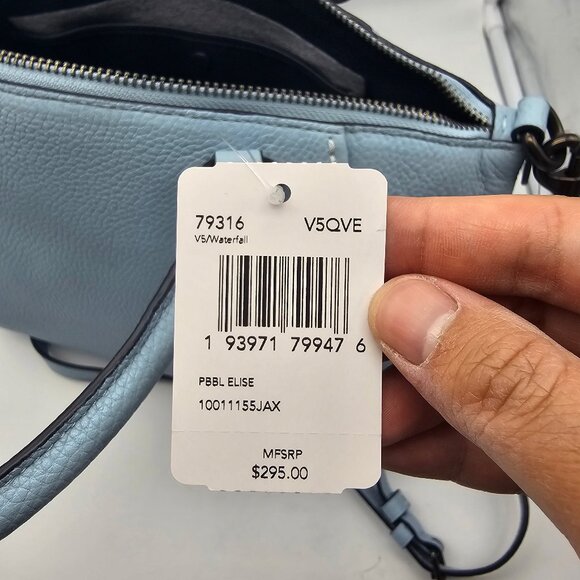 79316 V5QVE
V5/Waterfall
1 93971 79947 6
PBBL ELISE
10011155JAX
MFSRP
$295.00